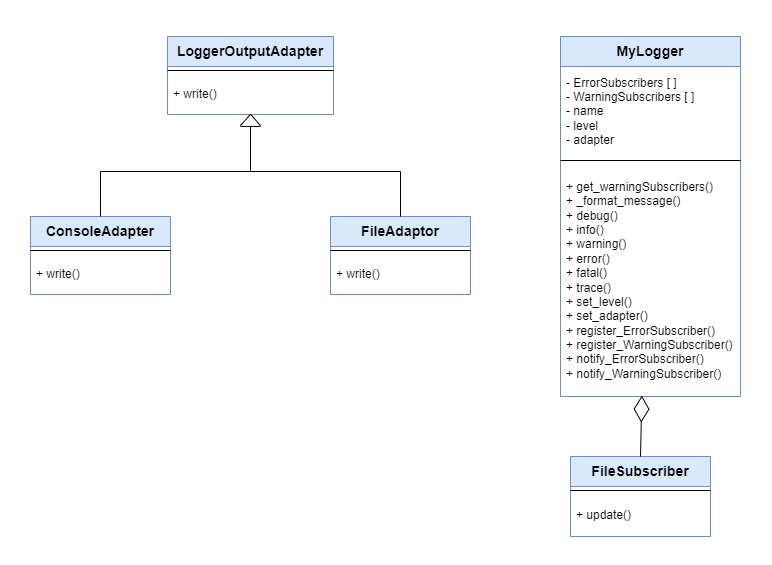 LoggerOutputAdapter
+ write()
ConsoleAdapter
+ write()
FileAdaptor
+ write()
MyLogger
- ErrorSubscribers [ ]
- WarningSubscribers [ ]
- name
- level
- adapter
+ get_warningSubscribers()
+ _format_message()
+ debug()
+ info()
+ warning()
+ error()
+ fatal()
+ trace()
+ set_level()
+ set_adapter()
+ register_ErrorSubscriber()
+ register_WarningSubscriber()
+ notify_ErrorSubscriber()
+ notify_WarningSubscriber()
FileSubscriber
+ update()